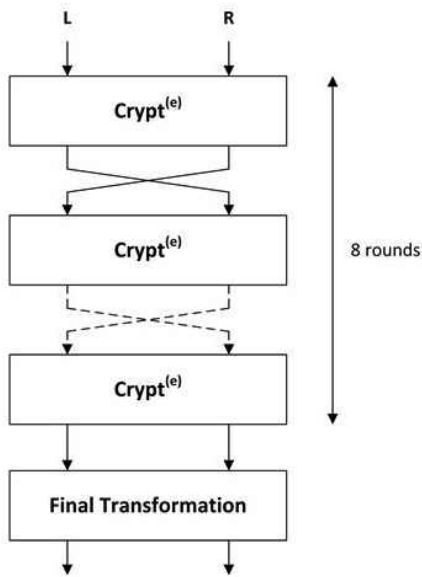 L R
Crypt(e)
Crypt(e)
8 rounds
Crypt(e)
Final Transformation